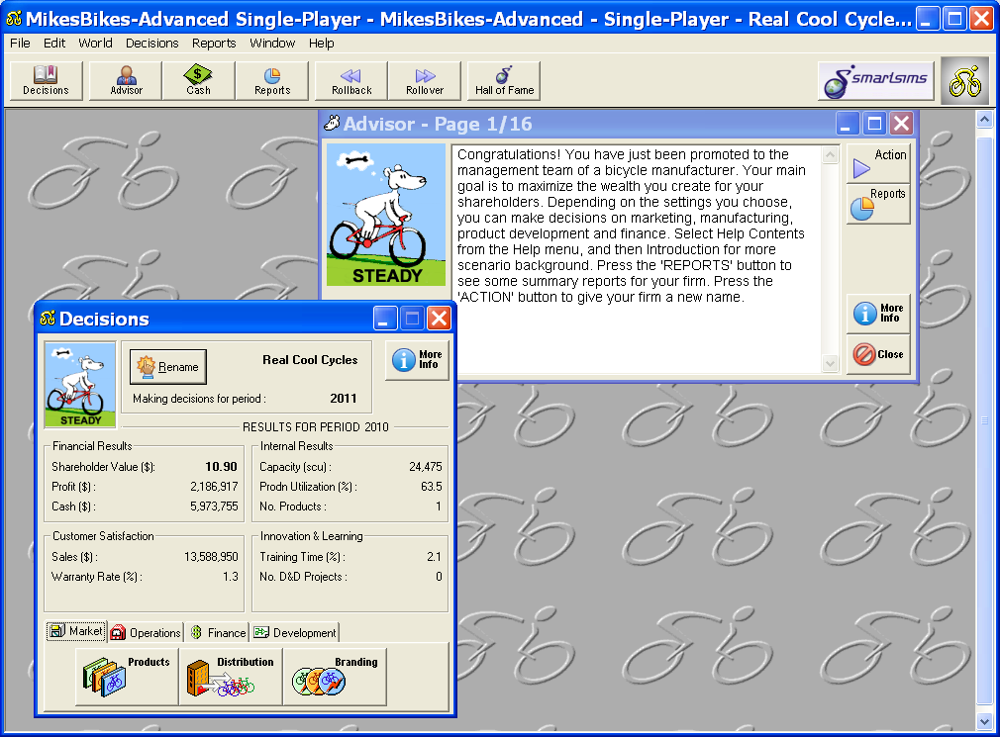 MikesBikes-Advanced Single-Player - MikesBikes-Advanced - Single-Player - Real Cool Cycle...
File Edit World Decisions Reports Window Help
Decisions Advisor Cash Reports Rollback Rollover Hall of Fame smartsims
Advisor - Page 1/16
Congratulations! You have just been promoted to the
management team of a bicycle manufacturer. Your main
goal is to maximize the wealth you create for your
shareholders. Depending on the settings you choose,
you can make decisions on marketing, manufacturing,
product development and finance. Select Help Contents
from the Help menu, and then Introduction for more
scenario background. Press the 'REPORTS' button to
see some summary reports for your firm. Press the
'ACTION' button to give your firm a new name.
STEADY
Action
Reports
More
Info
Close
Decisions
STEADY
Rename
Real Cool Cycles
More
Info
Making decisions for period : 2011
RESULTS FOR PERIOD 2010
Financial Results
Shareholder Value ($): 10.90
Profit ($) : 2,186,917
Cash ($) : 5,973,755
Internal Results
Capacity (scu) : 24,475
Prodn Utilization (%) : 63.5
No. Products : 1
Customer Satisfaction
Sales ($) : 13,588,950
Warranty Rate (%) : 1.3
Innovation & Learning
Training Time (%) : 2.1
No. D&D Projects : 0
Market Operations Finance Development
Products Distribution Branding